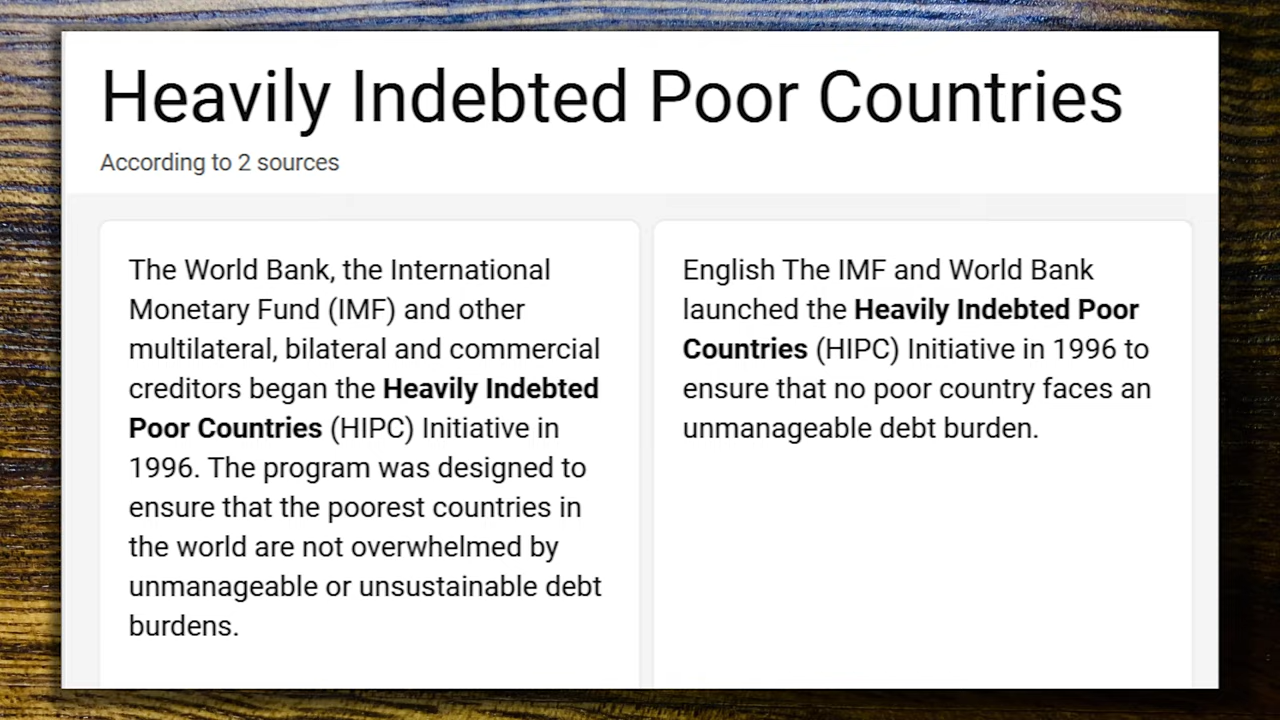 Heavily Indebted Poor Countries
According to 2 sources
The World Bank, the International
Monetary Fund (IMF) and other
multilateral, bilateral and commercial
creditors began the Heavily Indebted
Poor Countries (HIPC) Initiative in
1996. The program was designed to
ensure that the poorest countries in
the world are not overwhelmed by
unmanageable or unsustainable debt
burdens.
English The IMF and World Bank
launched the Heavily Indebted Poor
Countries (HIPC) Initiative in 1996 to
ensure that no poor country faces an
unmanageable debt burden.